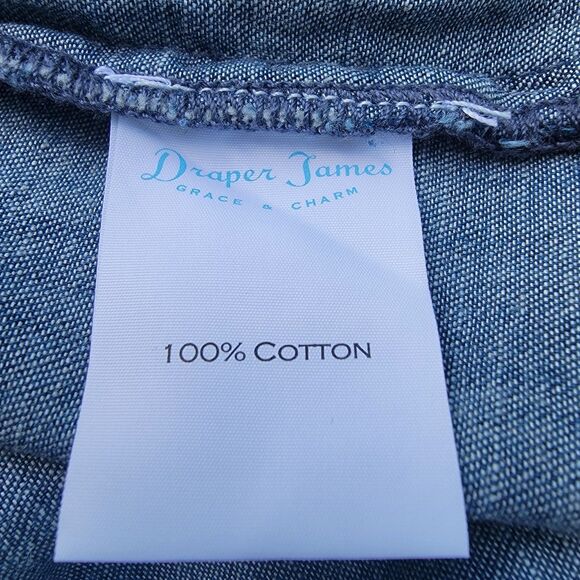 Draper James
GRACE & CHARM
100% COTTON